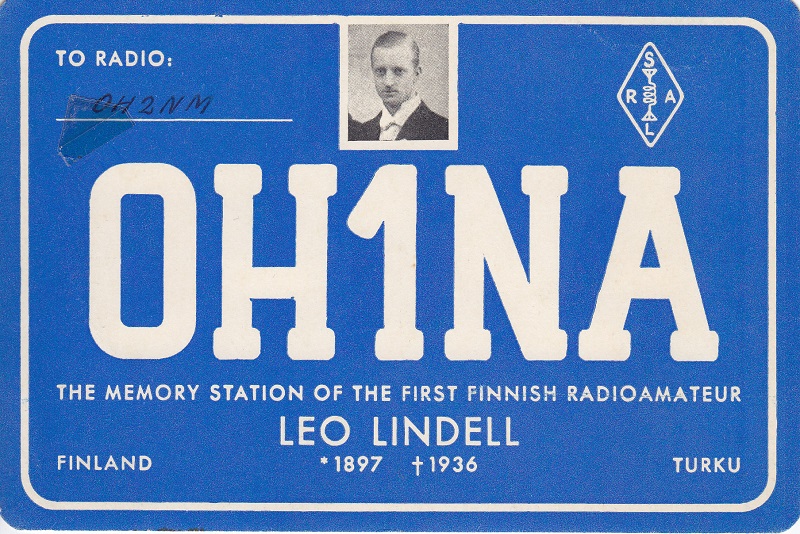 TO RADIO:
OH2NM
SRAL
OH1NA
THE MEMORY STATION OF THE FIRST FINNISH RADIOAMATEUR
LEO LINDELL
*1897 †1936
FINLAND
TURKU